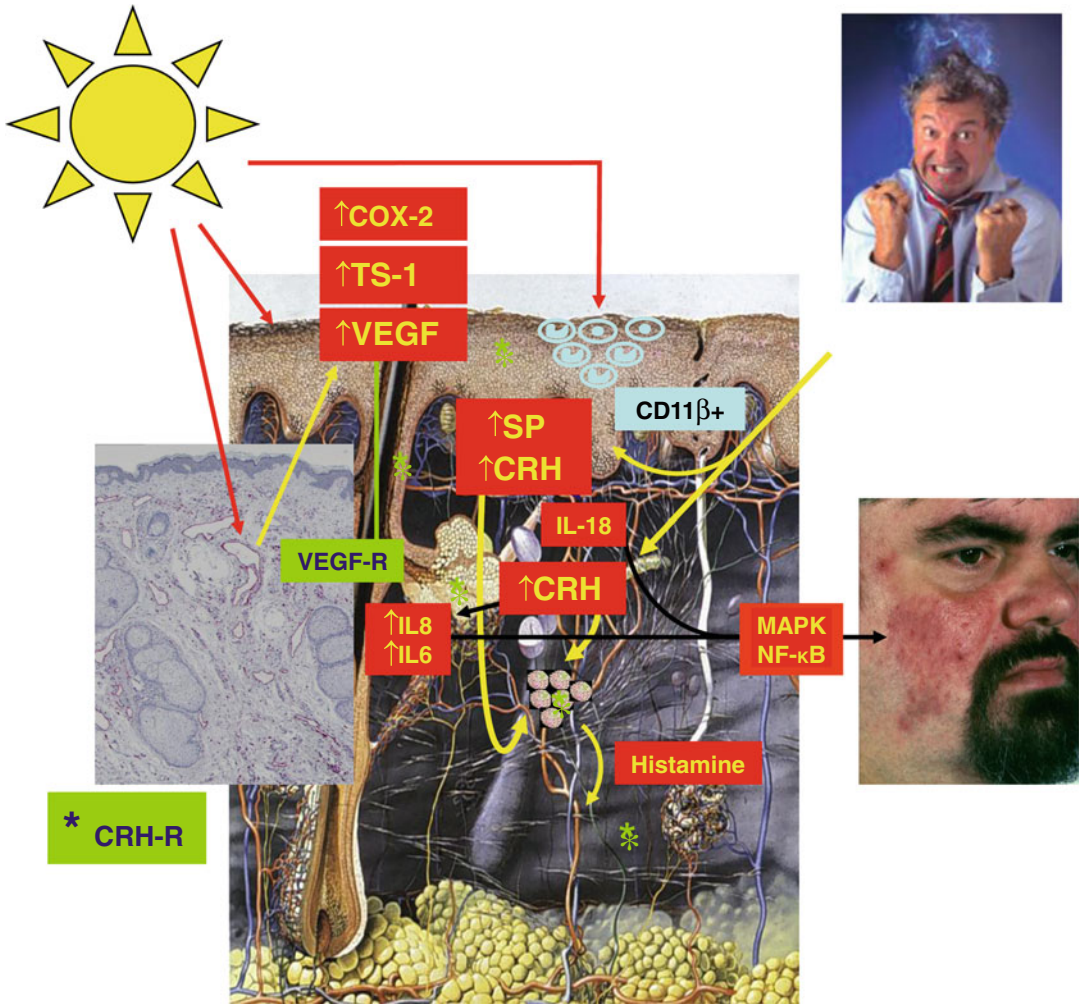 ↑COX-2
↑TS-1
↑VEGF
CD11β+
↑SP
↑CRH
IL-18
VEGF-R
↑CRH
↑IL8
↑IL6
MAPK
NF-κB
Histamine
* CRH-R